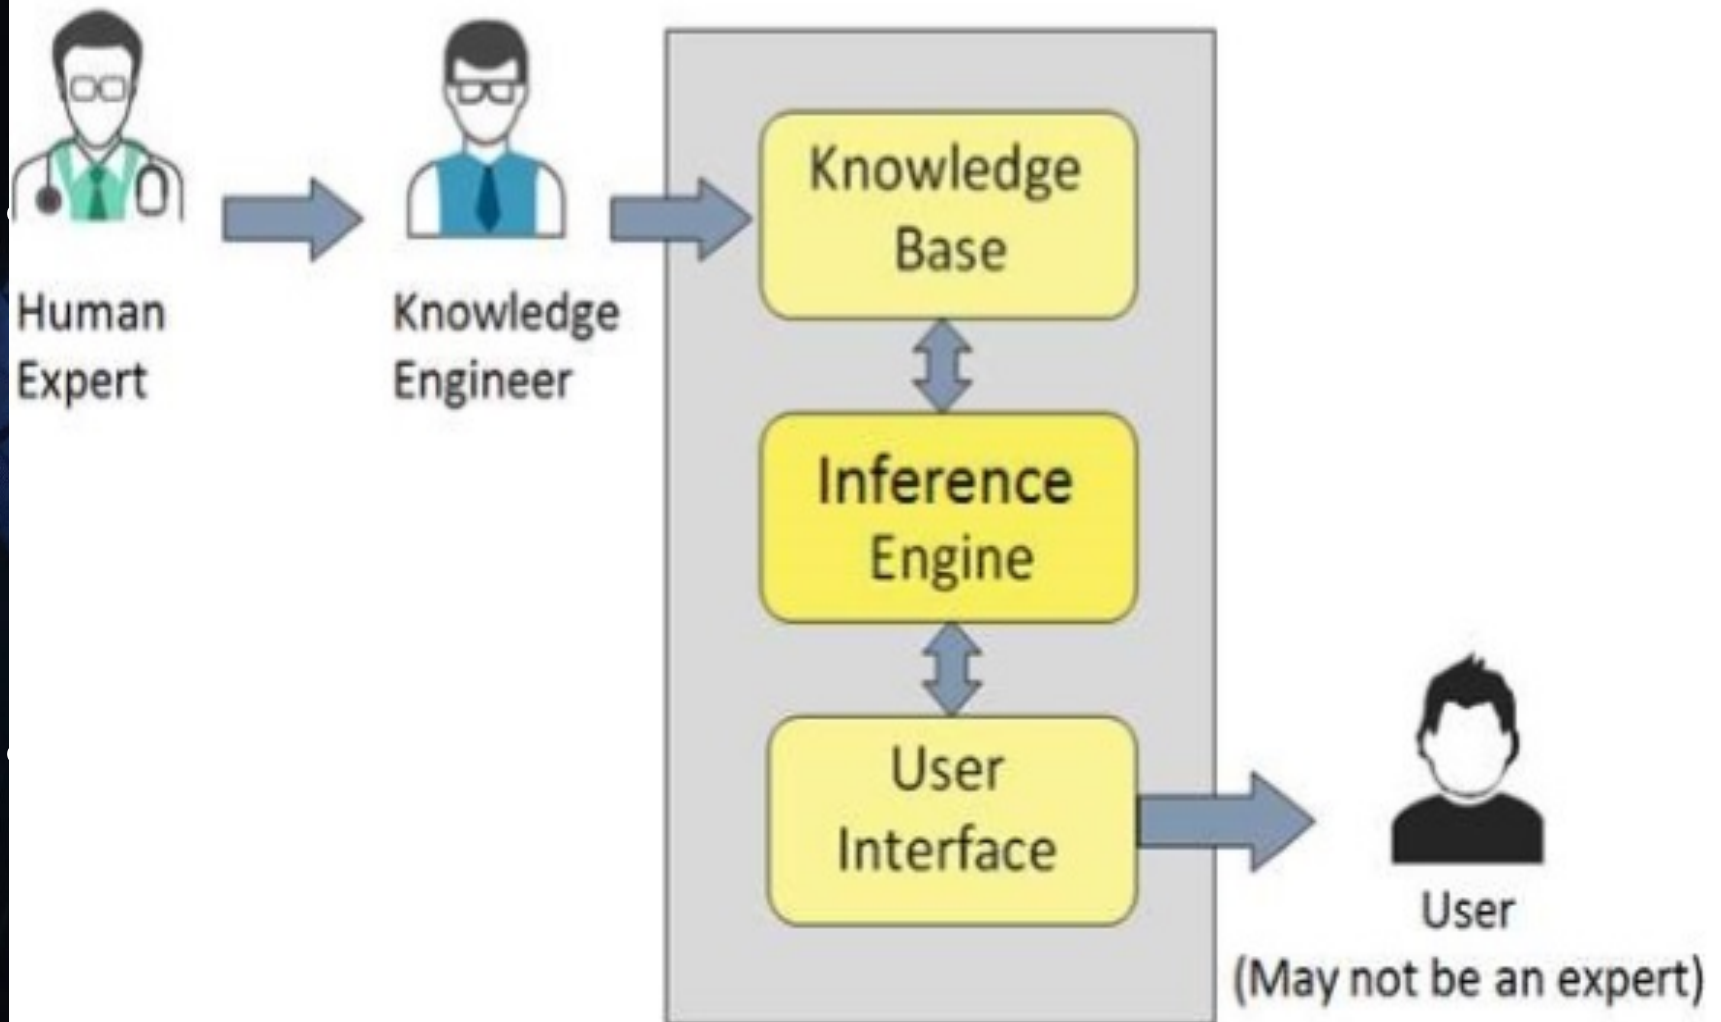 Human
Expert
Knowledge
Engineer
Knowledge
Base
Inference
Engine
User
Interface
User
(May not be an expert)